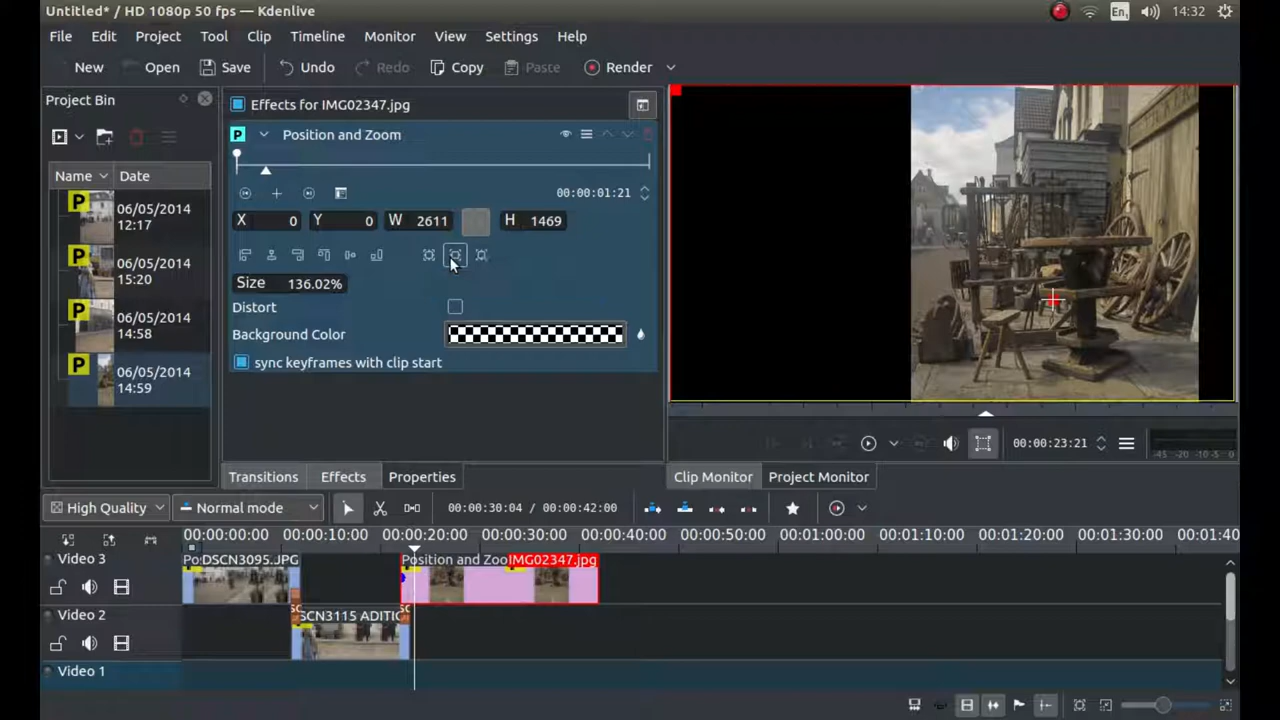 Untitled* / HD 1080p 50 fps – Kdenlive
En1 14:32
File Edit Project Tool Clip Timeline Monitor View Settings Help
New Open Save Undo Redo Copy Paste Render
Project Bin
Effects for IMG02347.jpg
P Position and Zoom
Name Date
00:00:01:21
P 06/05/2014
12:17
X 0 Y 0 W 2611 H 1469
P 06/05/2014
15:20
Size 136.02%
Distort
P 06/05/2014
14:58
Background Color
sync keyframes with clip start
P 06/05/2014
14:59
00:00:23:21
-45 -20 -10 -5 0
Transitions Effects Properties
Clip Monitor Project Monitor
High Quality Normal mode 00:00:30:04 / 00:00:42:00
00:00:00:00 00:00:10:00 00:00:20:00 00:00:30:00 00:00:40:00 00:00:50:00 00:01:00:00 00:01:10:00 00:01:20:00 00:01:30:00 00:01:40
Video 3
Po DSCN3095.JPG
Position and Zoo IMG02347.jpg
Video 2
SCN3115 ADITIO
Video 1